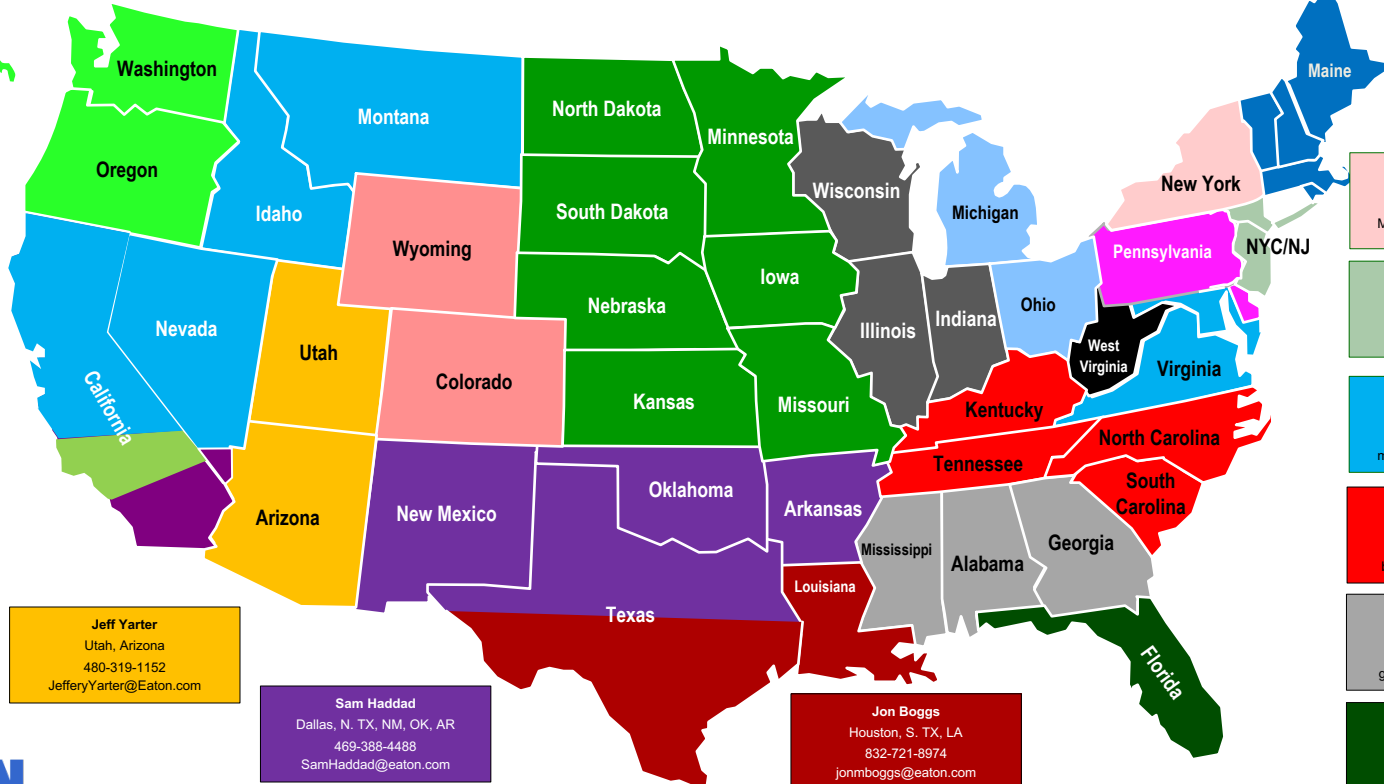 Washington
Montana
North Dakota
Minnesota
Maine
Oregon
Idaho
Wyoming
South Dakota
Wisconsin
Michigan
New York
Pennsylvania
NYC/NJ
Nevada
Utah
Colorado
Nebraska
Iowa
Illinois
Indiana
Ohio
West
Virginia
Virginia
California
Kansas
Missouri
Kentucky
North Carolina
Tennessee
South
Carolina
Arizona
New Mexico
Oklahoma
Arkansas
Mississippi
Alabama
Georgia
Louisiana
Texas
Florida
Jeff Yarter
Utah, Arizona
480-319-1152
JefferyYarter@Eaton.com
Sam Haddad
Dallas, N. TX, NM, OK, AR
469-388-4488
SamHaddad@eaton.com
Jon Boggs
Houston, S. TX, LA
832-721-8974
jonmboggs@eaton.com
M
m
g
N